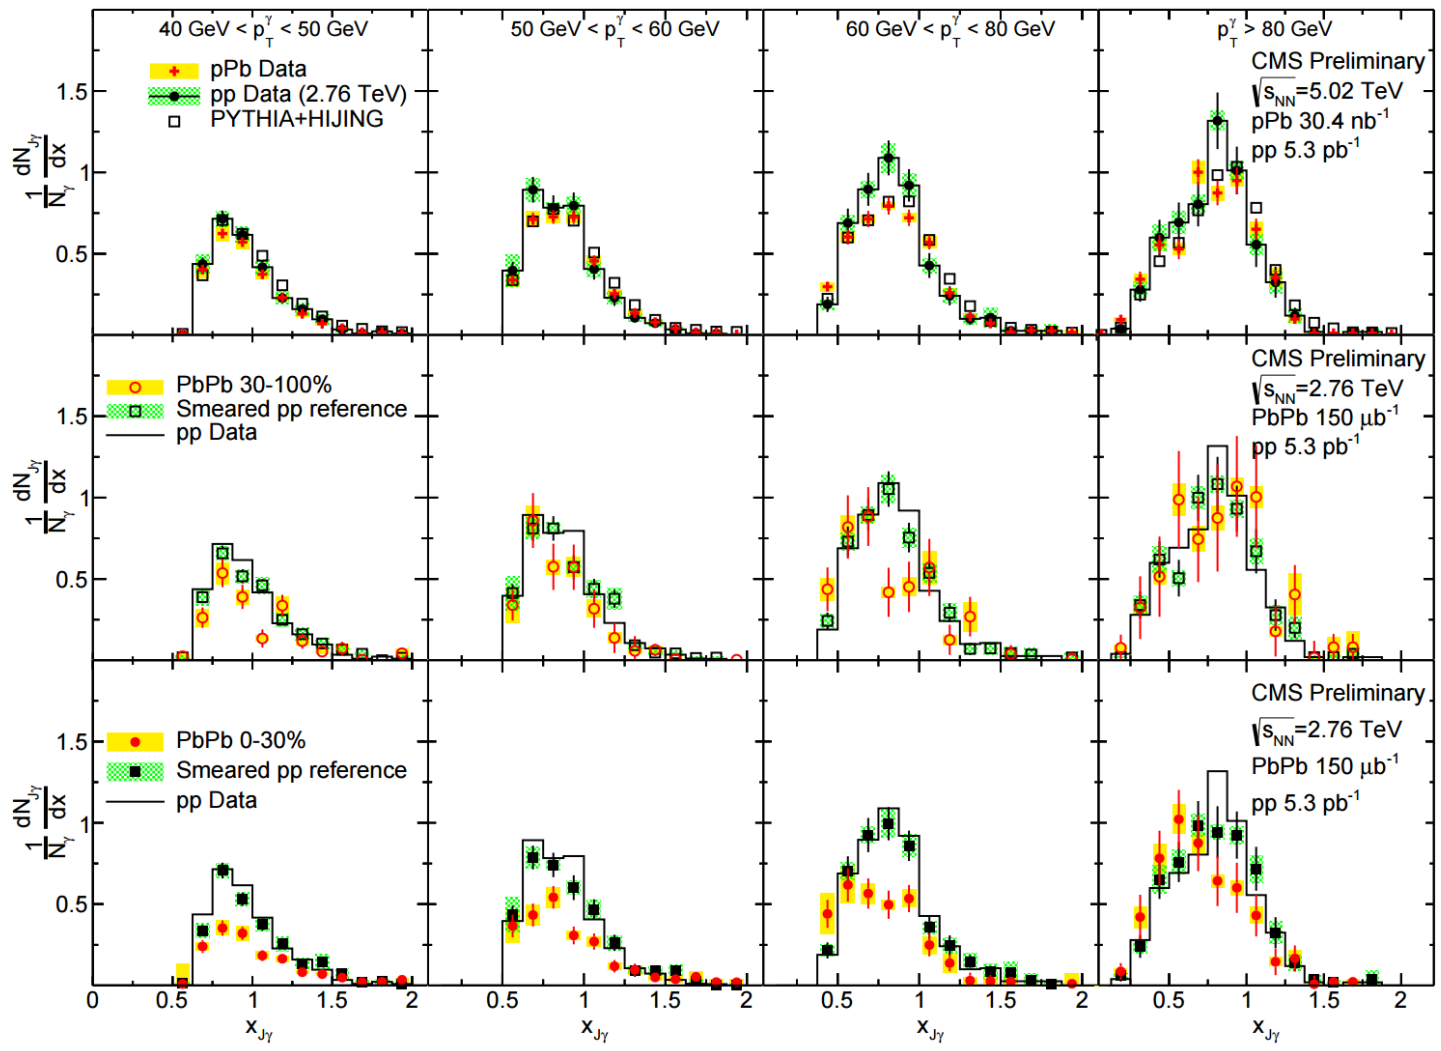 40 GeV < p_T^γ < 50 GeV
50 GeV < p_T^γ < 60 GeV
60 GeV < p_T^γ < 80 GeV
p_T^γ > 80 GeV
pPb Data
pp Data (2.76 TeV)
PYTHIA+HIJING
CMS Preliminary
√s_NN=5.02 TeV
pPb 30.4 nb⁻¹
pp 5.3 pb⁻¹
1.5
1
0.5
1/N_γ dN_Jγ/dx
PbPb 30-100%
Smeared pp reference
pp Data
CMS Preliminary
√s_NN=2.76 TeV
PbPb 150 μb⁻¹
pp 5.3 pb⁻¹
1.5
1
0.5
1/N_γ dN_Jγ/dx
PbPb 0-30%
Smeared pp reference
pp Data
CMS Preliminary
√s_NN=2.76 TeV
PbPb 150 μb⁻¹
pp 5.3 pb⁻¹
1.5
1
0.5
1/N_γ dN_Jγ/dx
0 0.5 1 1.5 2
0.5 1 1.5 2
0.5 1 1.5 2
0.5 1 1.5 2
x_Jγ
x_Jγ
x_Jγ
x_Jγ